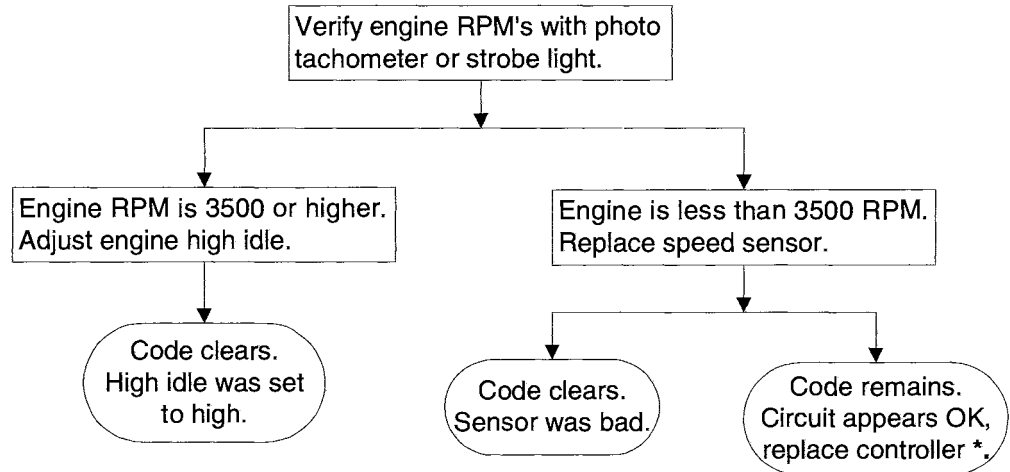 Verify engine RPM's with photo
tachometer or strobe light.
Engine RPM is 3500 or higher.
Adjust engine high idle.
Engine is less than 3500 RPM.
Replace speed sensor.
Code clears.
High idle was set
to high.
Code clears.
Sensor was bad.
Code remains.
Circuit appears OK,
replace controller *.